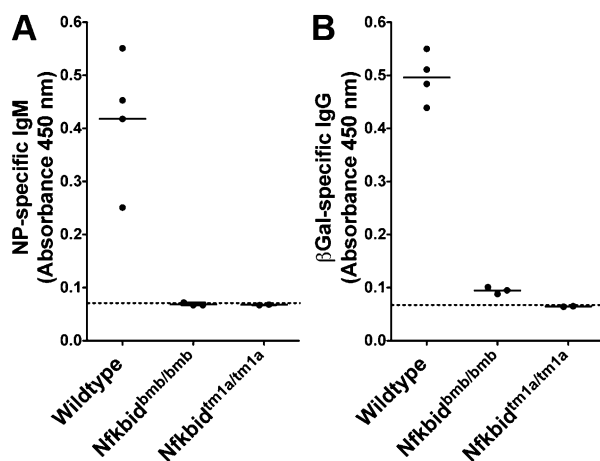 A
NP-specific IgM
(Absorbance 450 nm)
0.6
0.5
0.4
0.3
0.2
0.1
0.0
Wildtype
Nfkbidbmb/bmb
Nfkbidtm1a/tm1a
B
βGal-specific IgG
(Absorbance 450 nm)
0.6
0.5
0.4
0.3
0.2
0.1
0.0
Wildtype
Nfkbidbmb/bmb
Nfkbidtm1a/tm1a